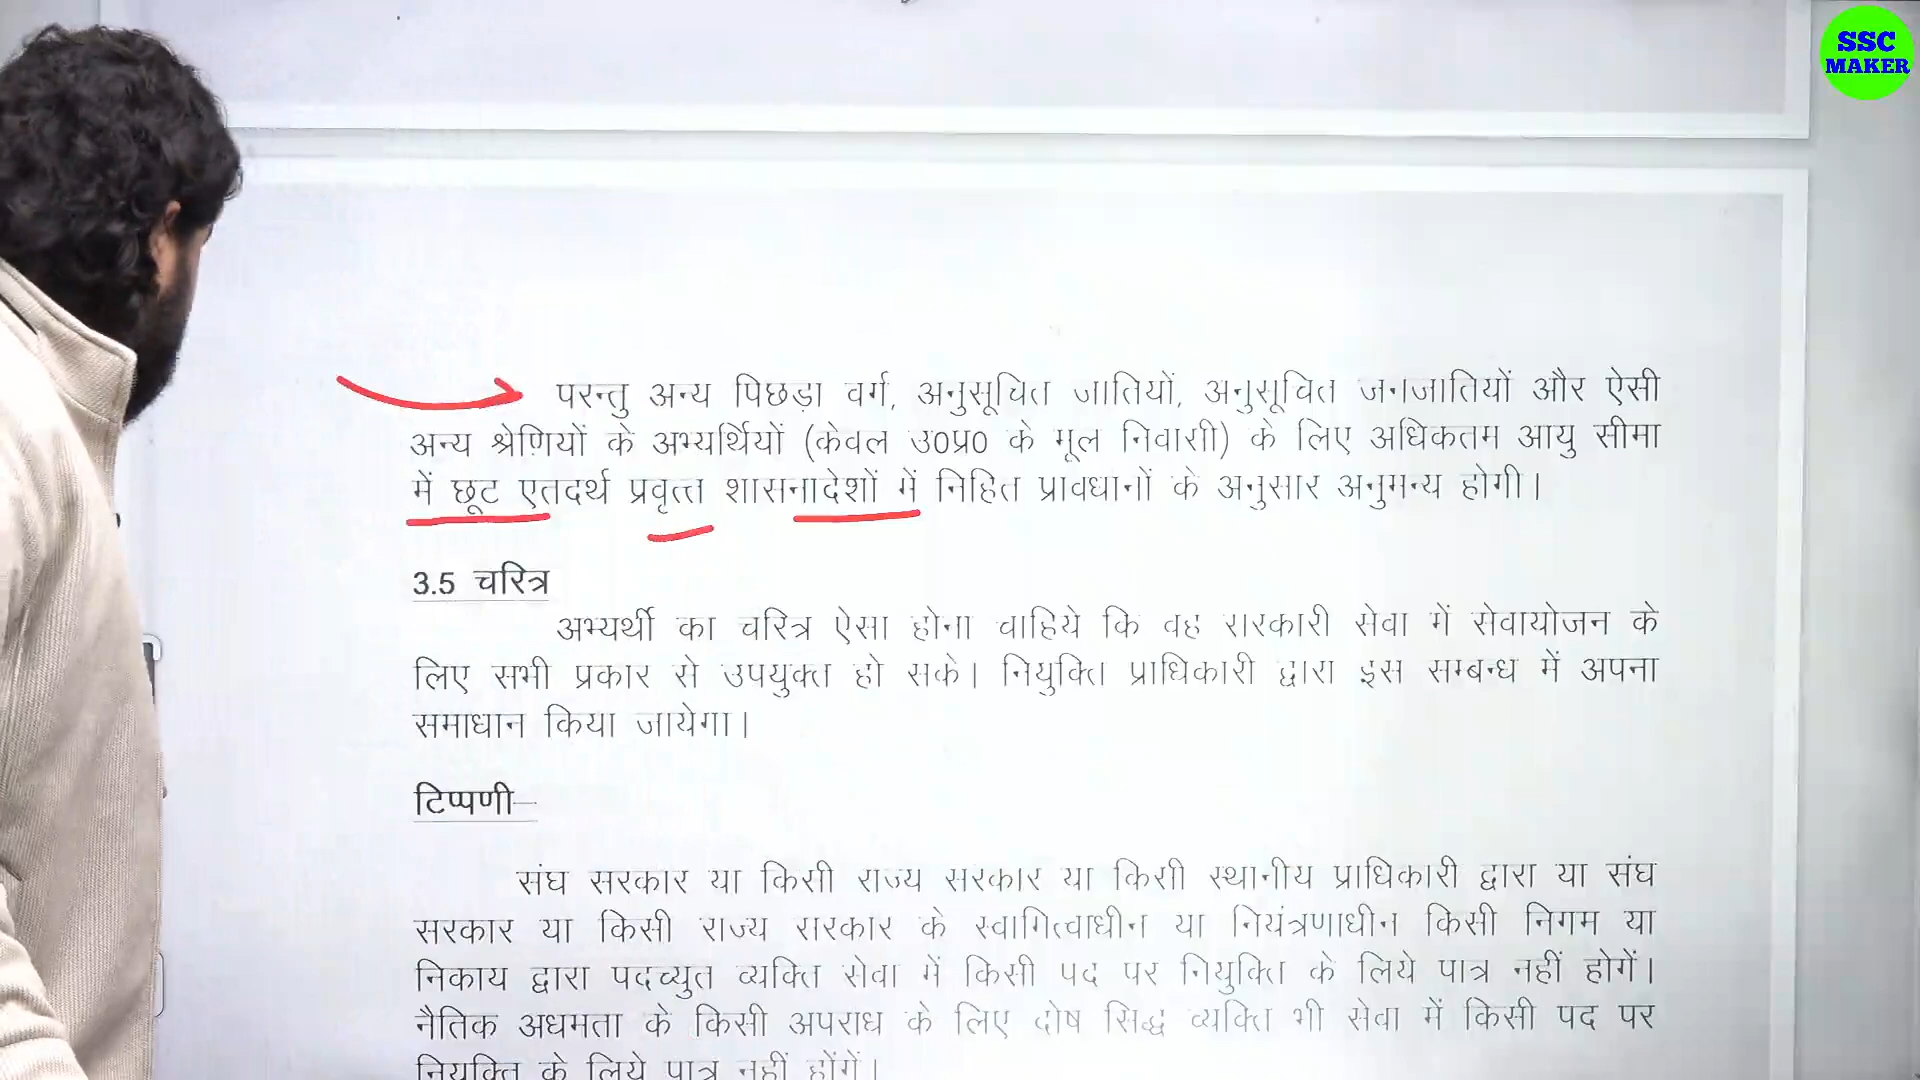 SSC
MAKER
परन्तु अन्य पिछड़ा वर्ग, अनुसूचित जातियों, अनुसूचित जनजातियों और ऐसी
अन्य श्रेणियों के अभ्यर्थियों (केवल उ0प्र0 के मूल निवासी) के लिए अधिकतम आयु सीमा
में छूट एतदर्थ प्रवृत्त शासनादेशों में निहित प्रावधानों के अनुसार अनुमन्य होगी।
3.5 चरित्र
अभ्यर्थी का चरित्र ऐसा होना चाहिये कि वह सरकारी सेवा में सेवायोजन के
लिए सभी प्रकार से उपयुक्त हो सके। नियुक्ति प्राधिकारी द्वारा इस सम्बन्ध में अपना
समाधान किया जायेगा।
टिप्पणी–
संघ सरकार या किसी राज्य सरकार या किसी स्थानीय प्राधिकारी द्वारा या संघ
सरकार या किसी राज्य सरकार के स्वामित्वाधीन या नियंत्रणाधीन किसी निगम या
निकाय द्वारा पदच्युत व्यक्ति सेवा में किसी पद पर नियुक्ति के लिये पात्र नहीं होगें।
नैतिक अधमता के किसी अपराध के लिए दोष सिद्ध व्यक्ति भी सेवा में किसी पद पर
नियुक्ति के लिये पात्र नहीं होंगें।